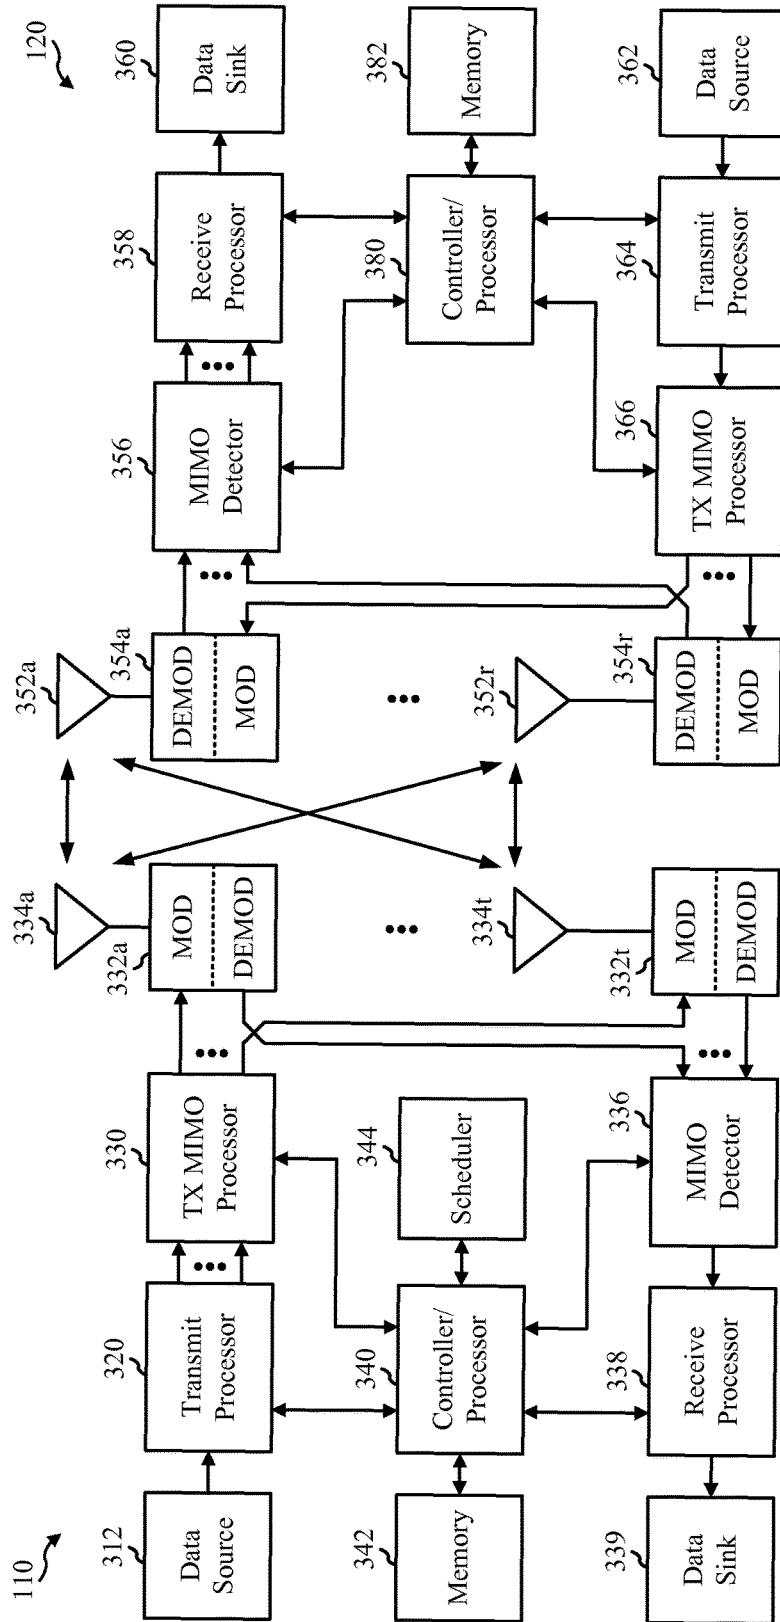 110
312
Data
Source
320
Transmit
Processor
330
TX MIMO
Processor
332a
MOD
DEMOD
334a
342
Memory
340
Controller/
Processor
344
Scheduler
339
Data
Sink
338
Receive
Processor
336
MIMO
Detector
332t
MOD
DEMOD
334t
120
352a
354a
DEMOD
MOD
356
MIMO
Detector
358
Receive
Processor
360
Data
Sink
380
Controller/
Processor
382
Memory
352r
354r
DEMOD
MOD
366
TX MIMO
Processor
364
Transmit
Processor
362
Data
Source